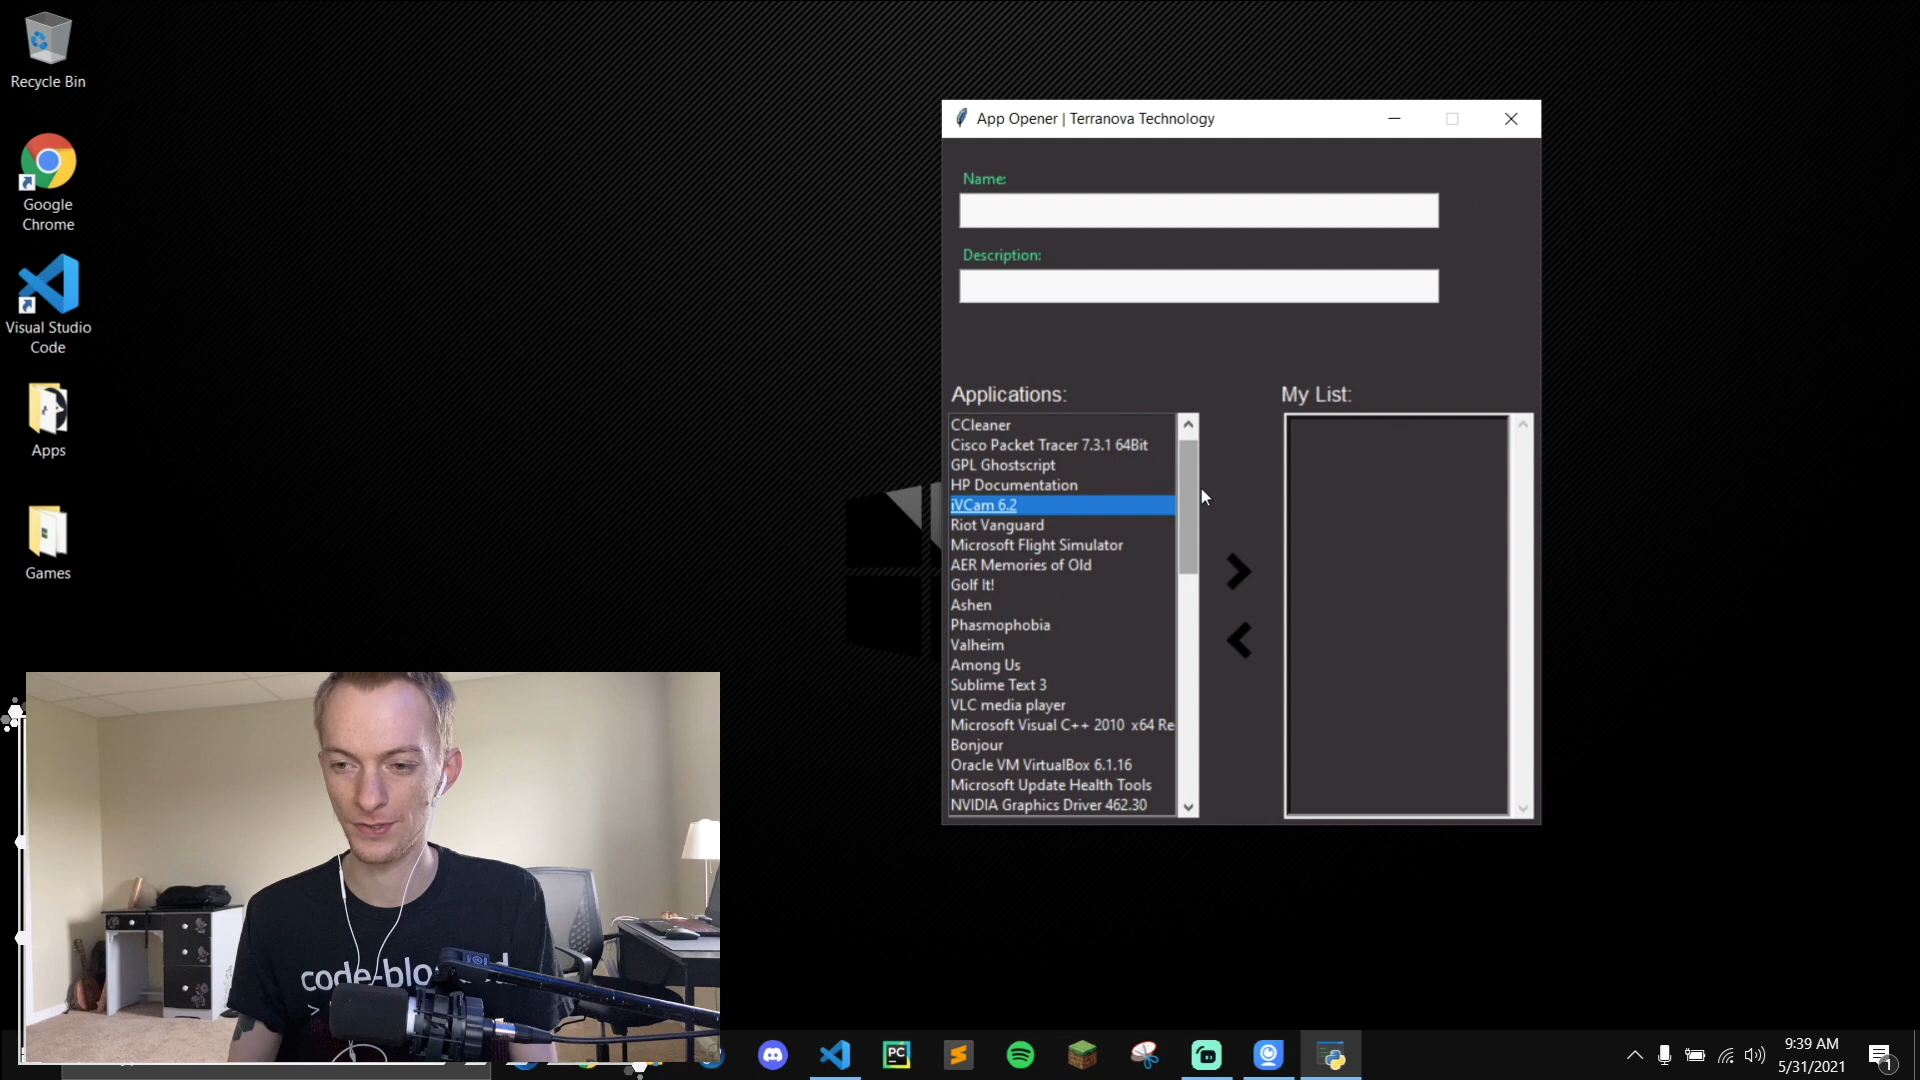 Recycle Bin
Google
Chrome
Visual Studio
Code
Apps
Games
App Opener | Terranova Technology
Name:
Description:
Applications:
My List:
CCleaner
Cisco Packet Tracer 7.3.1 64Bit
GPL Ghostscript
HP Documentation
iVCam 6.2
Riot Vanguard
Microsoft Flight Simulator
AER Memories of Old
Golf It!
Ashen
Phasmophobia
Valheim
Among Us
Sublime Text 3
VLC media player
Microsoft Visual C++ 2010 x64 Re
Bonjour
Oracle VM VirtualBox 6.1.16
Microsoft Update Health Tools
NVIDIA Graphics Driver 462.30
PC
9:39 AM
5/31/2021
1